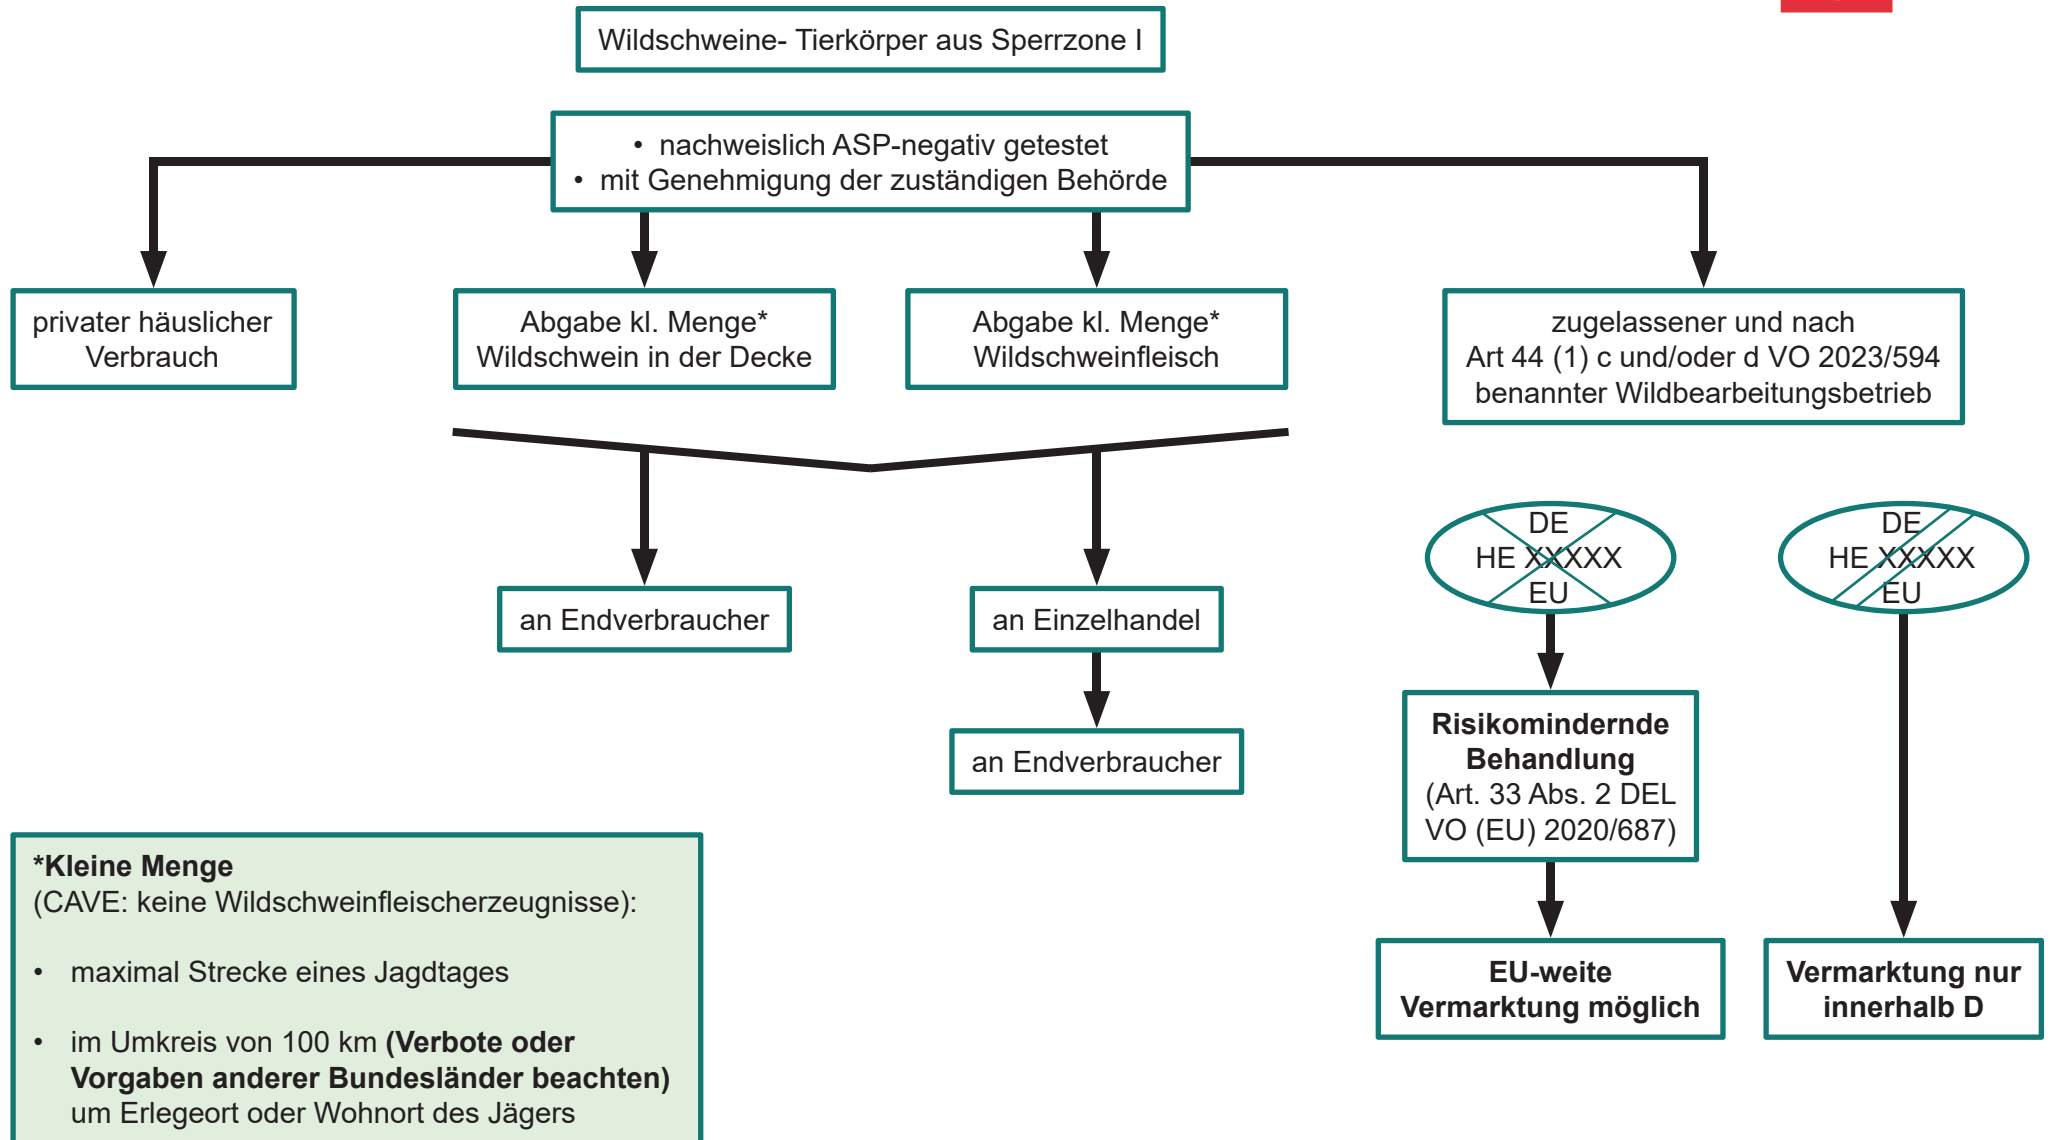 Wildschweine- Tierkörper aus Sperrzone I
• nachweislich ASP-negativ getestet
• mit Genehmigung der zuständigen Behörde
privater häuslicher
Verbrauch
Abgabe kl. Menge*
Wildschwein in der Decke
Abgabe kl. Menge*
Wildschweinfleisch
zugelassener und nach
Art 44 (1) c und/oder d VO 2023/594
benannter Wildbearbeitungsbetrieb
an Endverbraucher
an Einzelhandel
an Endverbraucher
DE
HE XXXXX
EU
DE
HE XXXXX
EU
Risikomindernde
Behandlung
(Art. 33 Abs. 2 DEL
VO (EU) 2020/687)
EU-weite
Vermarktung möglich
Vermarktung nur
innerhalb D
*Kleine Menge
(CAVE: keine Wildschweinfleischerzeugnisse):
• maximal Strecke eines Jagdtages
• im Umkreis von 100 km (Verbote oder
Vorgaben anderer Bundesländer beachten)
um Erlegeort oder Wohnort des Jägers